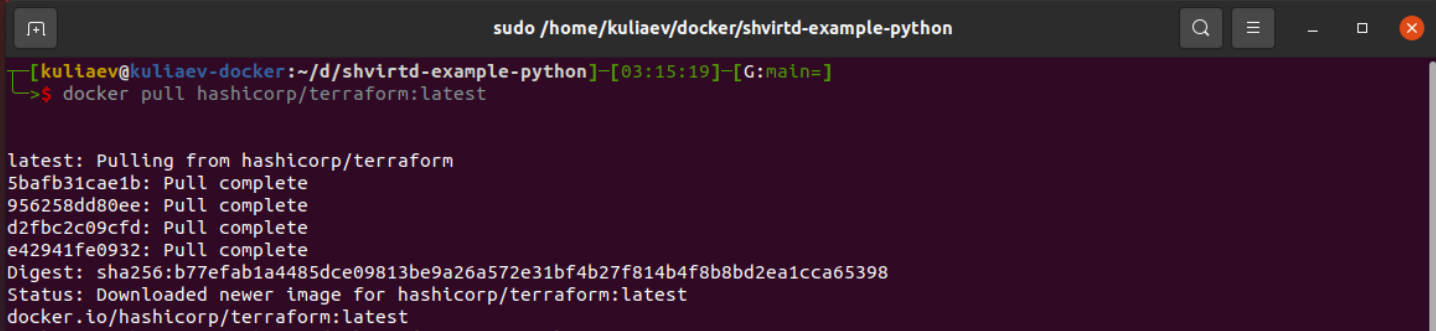 sudo /home/kuliaev/docker/shvirtd-example-python
[kuliaev@kuliaev-docker:~/d/shvirtd-example-python]─[03:15:19]─[G:main=]
>$ docker pull hashicorp/terraform:latest
latest: Pulling from hashicorp/terraform
5bafb31cae1b: Pull complete
956258dd80ee: Pull complete
d2fbc2c09cfd: Pull complete
e42941fe0932: Pull complete
Digest: sha256:b77efab1a4485dce09813be9a26a572e31bf4b27f814b4f8b8bd2ea1cca65398
Status: Downloaded newer image for hashicorp/terraform:latest
docker.io/hashicorp/terraform:latest